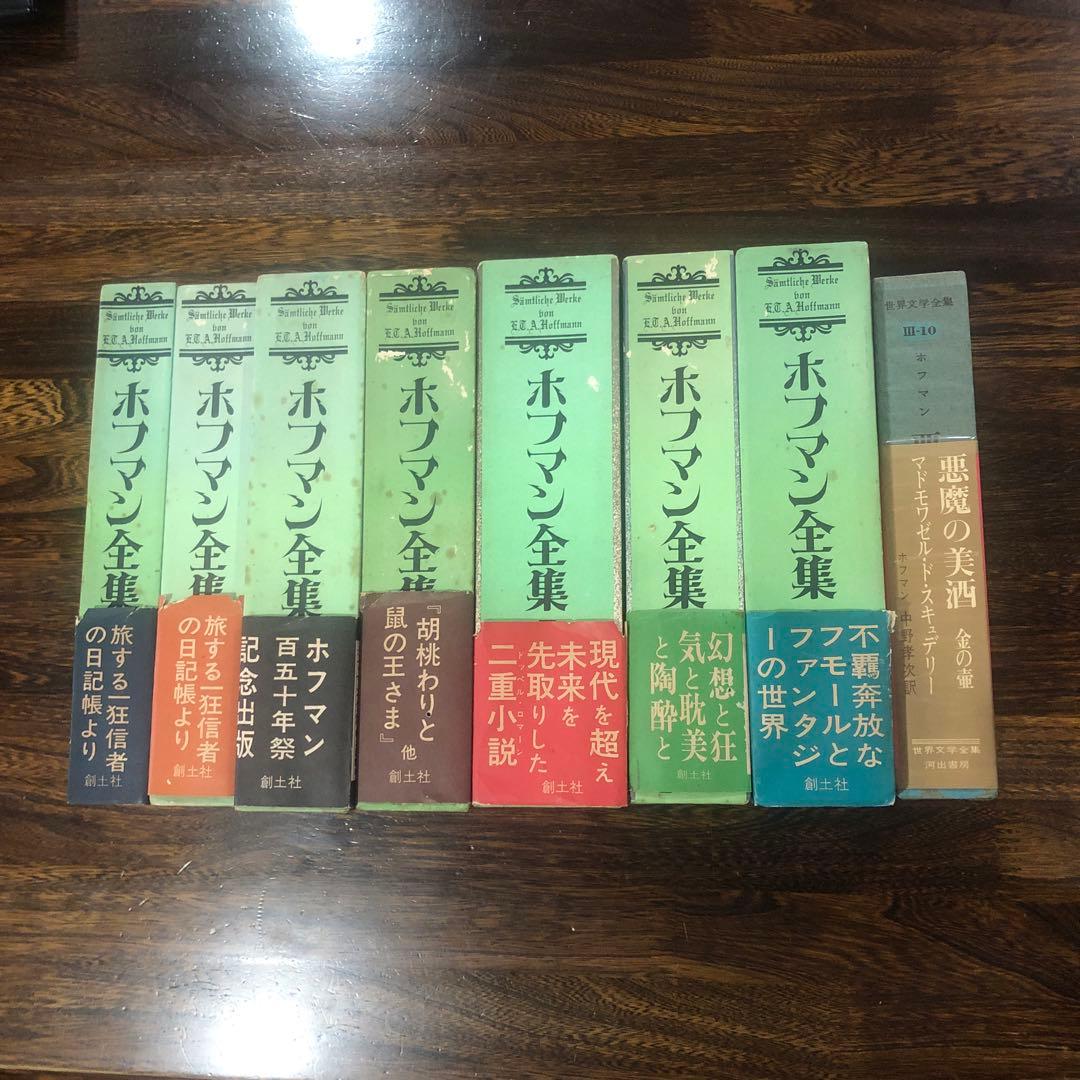 Sämtliche Werke
von
E.T.A.Hoffmann
ホフマン全集
旅する一狂信者
の日記帳より
創土社
Sämtliche Werke
von
E.T.A.Hoffmann
ホフマン全集
旅する一狂信者
の日記帳より
創土社
Sämtliche Werke
von
E.T.A.Hoffmann
ホフマン全集
ホフマン
百五十年祭
記念出版
創土社
Sämtliche Werke
von
E.T.A.Hoffmann
ホフマン全集
『胡桃わりと
鼠の王さま』
他
創土社
Sämtliche Werke
von
E.T.A.Hoffmann
ホフマン全集
現代を超え
未来を
先取りした
二重小説
ドッペル・ロマーン
創土社
Sämtliche Werke
von
E.T.A.Hoffmann
ホフマン全集
幻想と狂
気と耽美
と陶酔と
創土社
Sämtliche Werke
von
E.T.A.Hoffmann
ホフマン全集
不羈奔放な
フモールと
ファンタジ
ーの世界
創土社
世界文学全集
III-10
ホフマン
悪魔の美酒
マドモワゼル・ド・スキュデリー
金の壷
ホフマン 中野孝次訳
世界文学全集
河出書房